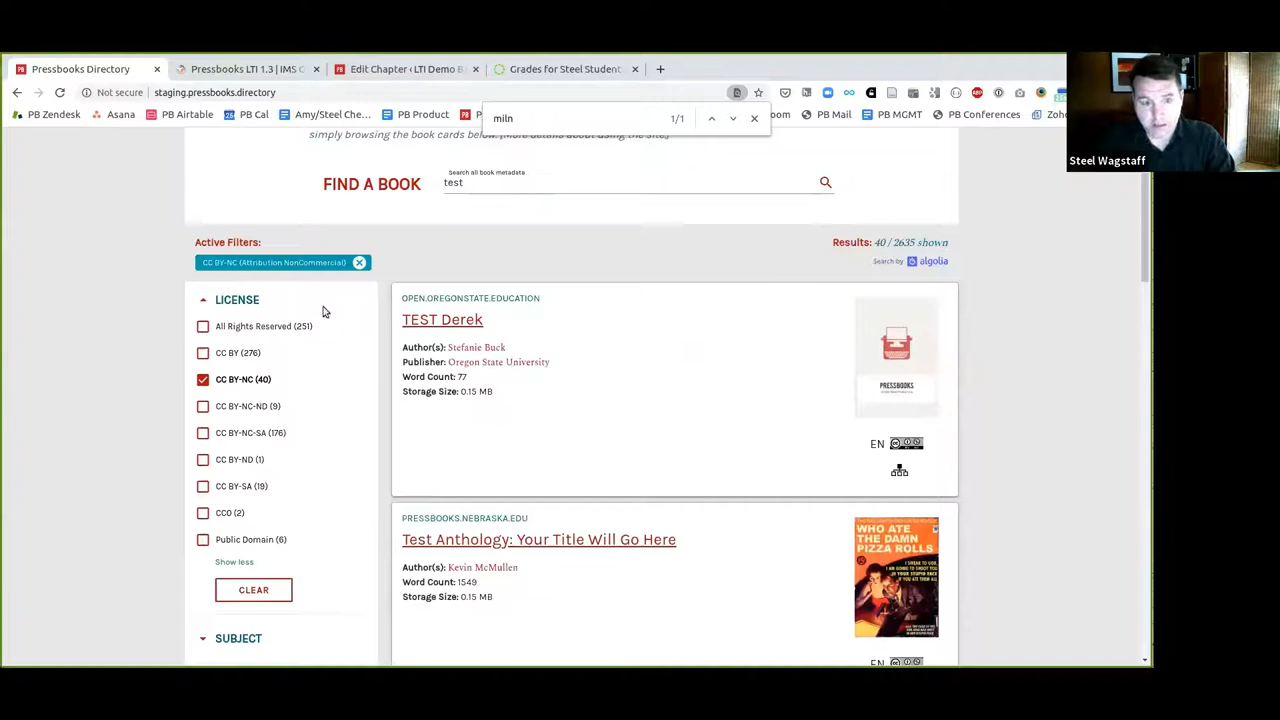 Pressbooks Directory
Pressbooks LTI 1.3 | IMS G
Edit Chapter ‹ LTI Demo B
Grades for Steel Student
Not secure
staging.pressbooks.directory
PB Zendesk
Asana
PB Airtable
PB Cal
Amy/Steel Chec
PB Product
oom
PB Mail
PB MGMT
PB Conferences
Zoho
miln
1/1
Steel Wagstaff
simply browsing the book cards below. [More details about using the site.]
FIND A BOOK
Search all book metadata
test
Active Filters:
CC BY-NC (Attribution NonCommercial)
Results: 40 / 2635 shown
Search by algolia
LICENSE
All Rights Reserved (251)
CC BY (276)
CC BY-NC (40)
CC BY-NC-ND (9)
CC BY-NC-SA (176)
CC BY-ND (1)
CC BY-SA (19)
CC0 (2)
Public Domain (6)
Show less
CLEAR
SUBJECT
OPEN.OREGONSTATE.EDUCATION
TEST Derek
Author(s): Stefanie Buck
Publisher: Oregon State University
Word Count: 77
Storage Size: 0.15 MB
PRESSBOOKS
EN
PRESSBOOKS.NEBRASKA.EDU
Test Anthology: Your Title Will Go Here
Author(s): Kevin McMullen
Word Count: 1549
Storage Size: 0.15 MB
WHO ATE
THE DAMN
PIZZA ROLLS
EN